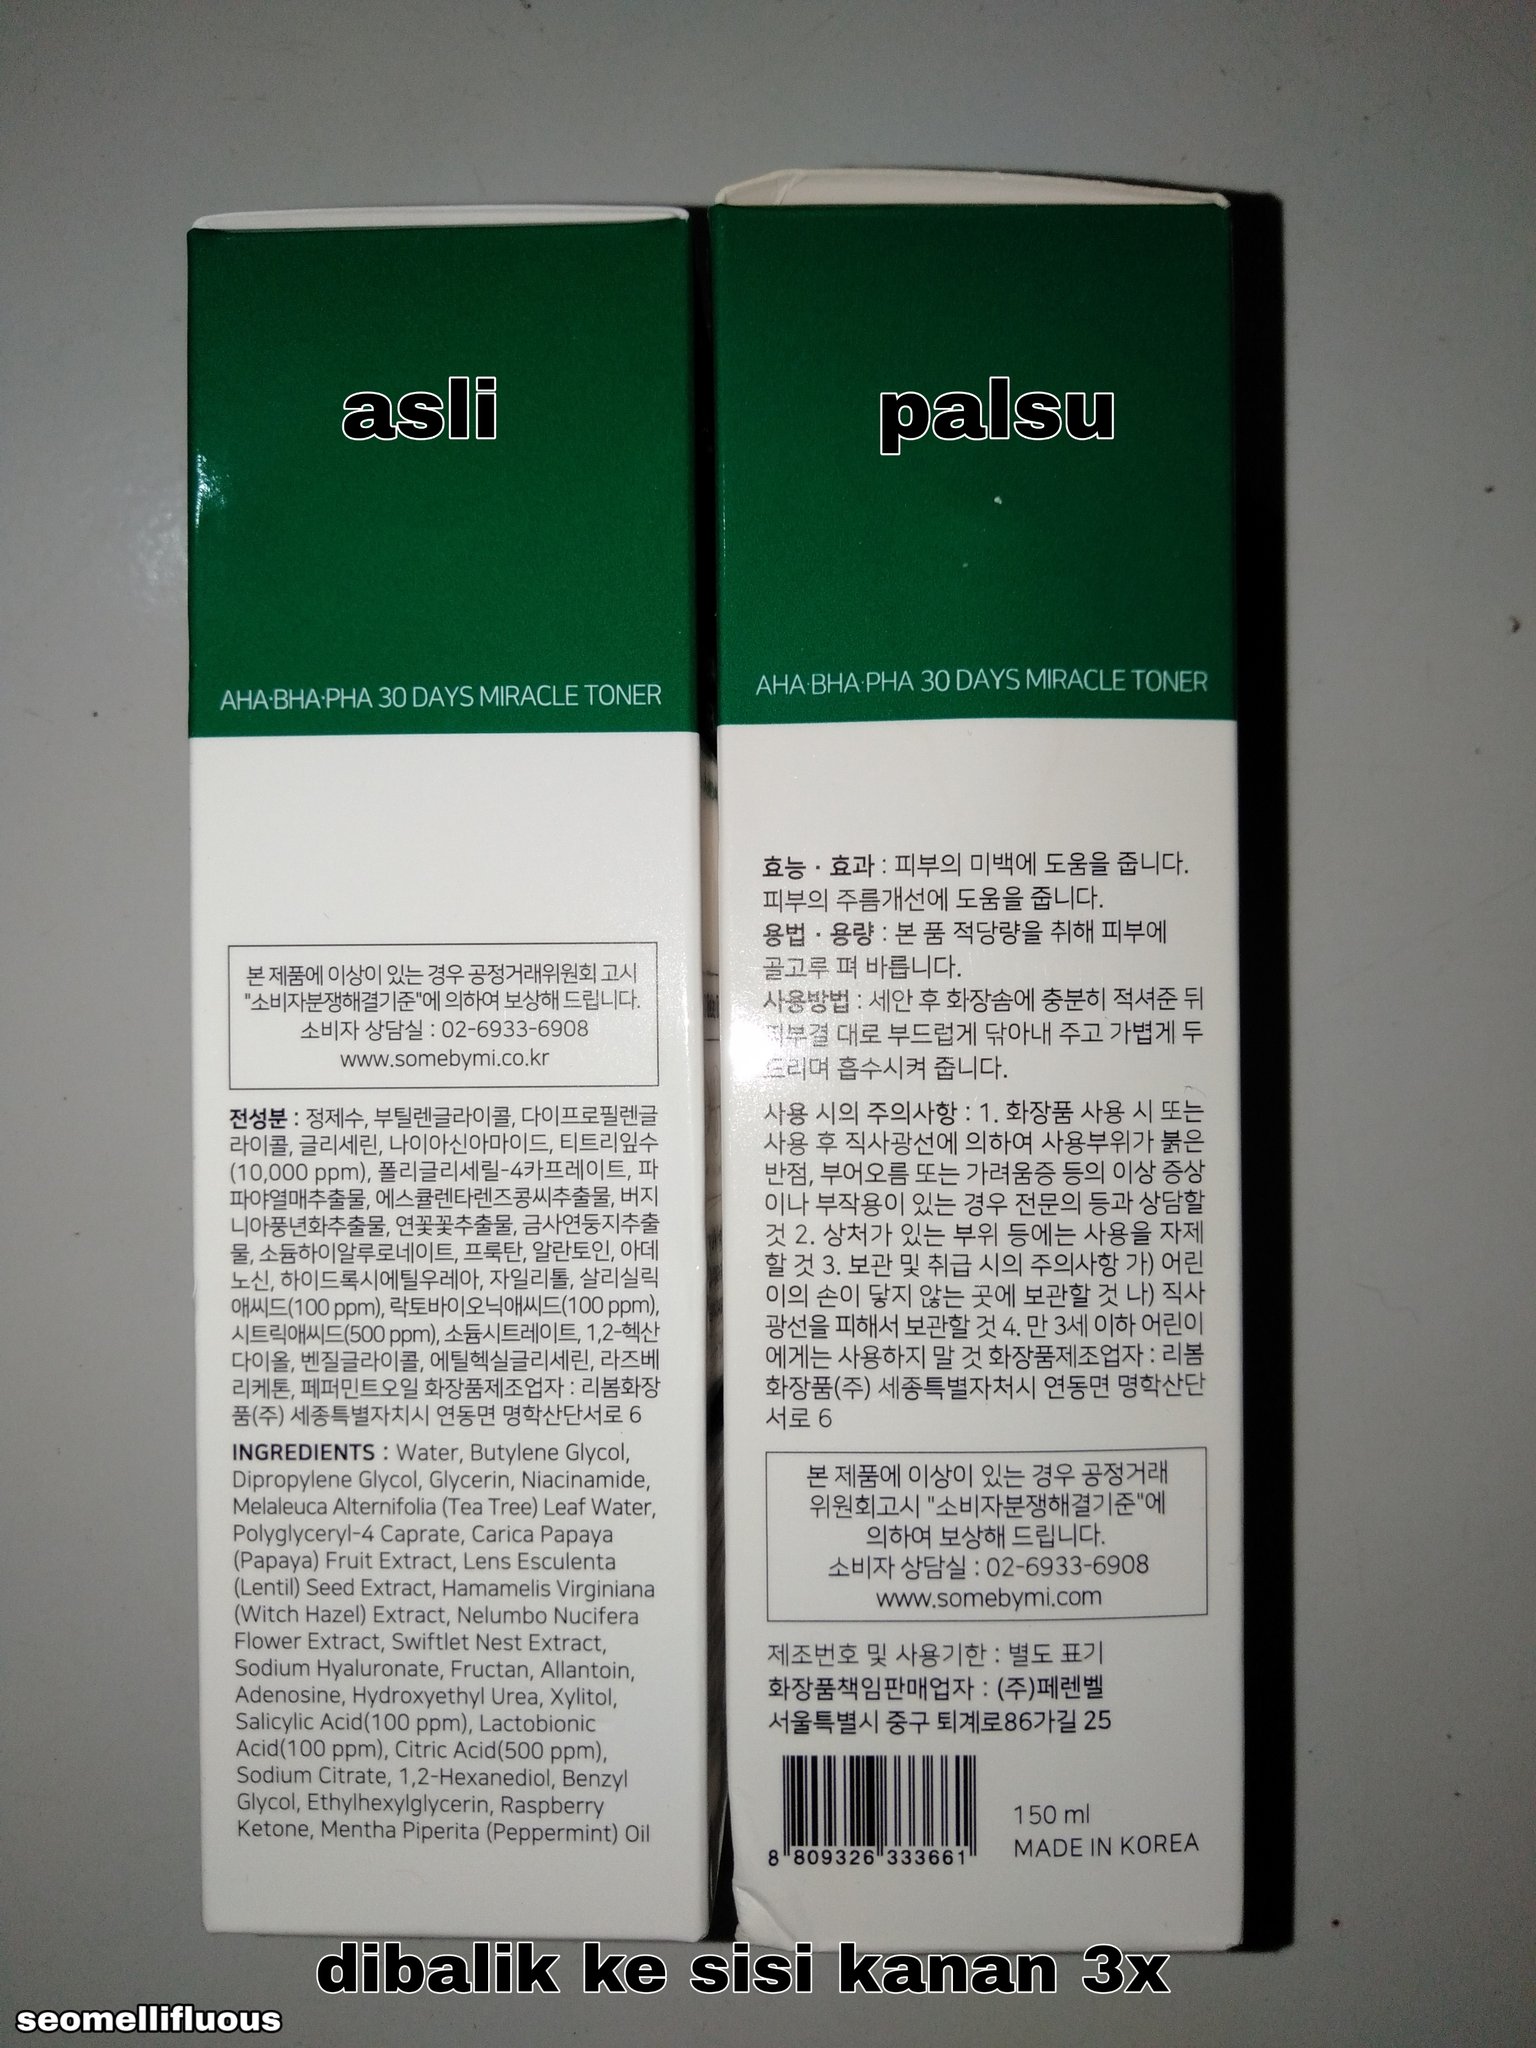 asli
AHA·BHA·PHA 30 DAYS MIRACLE TONER
본 제품에 이상이 있는 경우 공정거래위원회 고시
"소비자분쟁해결기준"에 의하여 보상해 드립니다.
소비자 상담실 : 02-6933-6908
www.somebymi.co.kr
전성분 : 정제수, 부틸렌글라이콜, 다이프로필렌글
라이콜, 글리세린, 나이아신아마이드, 티트리잎수
(10,000 ppm), 폴리글리세릴-4카프레이트, 파
파야열매추출물, 에스큘렌타렌즈콩씨추출물, 버지
니아풍년화추출물, 연꽃꽃추출물, 금사연둥지추출
물, 소듐하이알루로네이트, 프룩탄, 알란토인, 아데
노신, 하이드록시에틸우레아, 자일리톨, 살리실릭
애씨드(100 ppm), 락토바이오닉애씨드(100 ppm),
시트릭애씨드(500 ppm), 소듐시트레이트, 1,2-헥산
다이올, 벤질글라이콜, 에틸헥실글리세린, 라즈베
리케톤, 페퍼민트오일 화장품제조업자 : 리봄화장
품(주) 세종특별자치시 연동면 명학산단서로 6
INGREDIENTS : Water, Butylene Glycol,
Dipropylene Glycol, Glycerin, Niacinamide,
Melaleuca Alternifolia (Tea Tree) Leaf Water,
Polyglyceryl-4 Caprate, Carica Papaya
(Papaya) Fruit Extract, Lens Esculenta
(Lentil) Seed Extract, Hamamelis Virginiana
(Witch Hazel) Extract, Nelumbo Nucifera
Flower Extract, Swiftlet Nest Extract,
Sodium Hyaluronate, Fructan, Allantoin,
Adenosine, Hydroxyethyl Urea, Xylitol,
Salicylic Acid(100 ppm), Lactobionic
Acid(100 ppm), Citric Acid(500 ppm),
Sodium Citrate, 1,2-Hexanediol, Benzyl
Glycol, Ethylhexylglycerin, Raspberry
Ketone, Mentha Piperita (Peppermint) Oil
palsu
AHA·BHA·PHA 30 DAYS MIRACLE TONER
효능 · 효과 : 피부의 미백에 도움을 줍니다.
피부의 주름개선에 도움을 줍니다.
용법 · 용량 : 본 품 적당량을 취해 피부에
골고루 펴 바릅니다.
사용방법 : 세안 후 화장솜에 충분히 적셔준 뒤
피부결 대로 부드럽게 닦아내 주고 가볍게 두
드리며 흡수시켜 줍니다.
사용 시의 주의사항 : 1. 화장품 사용 시 또는
사용 후 직사광선에 의하여 사용부위가 붉은
반점, 부어오름 또는 가려움증 등의 이상 증상
이나 부작용이 있는 경우 전문의 등과 상담할
것 2. 상처가 있는 부위 등에는 사용을 자제
할 것 3. 보관 및 취급 시의 주의사항 가) 어린
이의 손이 닿지 않는 곳에 보관할 것 나) 직사
광선을 피해서 보관할 것 4. 만 3세 이하 어린이
에게는 사용하지 말 것 화장품제조업자 : 리봄
화장품(주) 세종특별자처시 연동면 명학산단
서로 6
본 제품에 이상이 있는 경우 공정거래
위원회고시 "소비자분쟁해결기준"에
의하여 보상해 드립니다.
소비자 상담실 : 02-6933-6908
www.somebymi.com
제조번호 및 사용기한 : 별도 표기
화장품책임판매업자 : (주)페렌벨
서울특별시 중구 퇴계로86가길 25
8 809326 333661
150 ml
MADE IN KOREA
dibalik ke sisi kanan 3x
seomellifluous